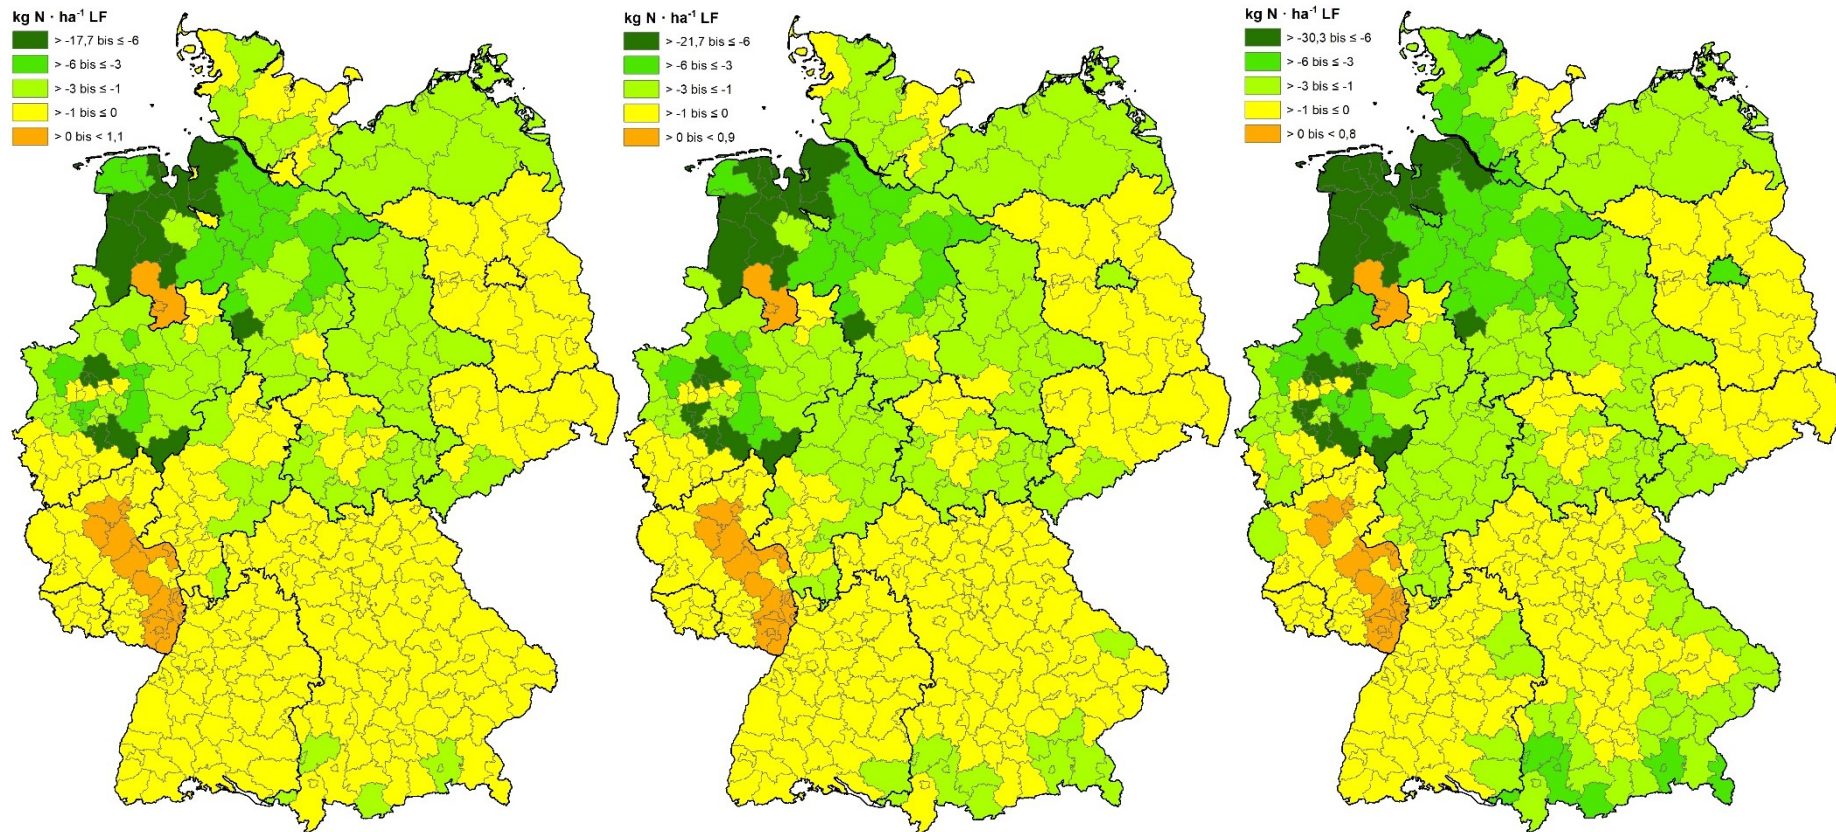 kg N · ha⁻¹ LF
> -17,7 bis ≤ -6
> -6 bis ≤ -3
> -3 bis ≤ -1
> -1 bis ≤ 0
> 0 bis < 1,1
kg N · ha⁻¹ LF
> -21,7 bis ≤ -6
> -6 bis ≤ -3
> -3 bis ≤ -1
> -1 bis ≤ 0
> 0 bis < 0,9
kg N · ha⁻¹ LF
> -30,3 bis ≤ -6
> -6 bis ≤ -3
> -3 bis ≤ -1
> -1 bis ≤ 0
> 0 bis < 0,8